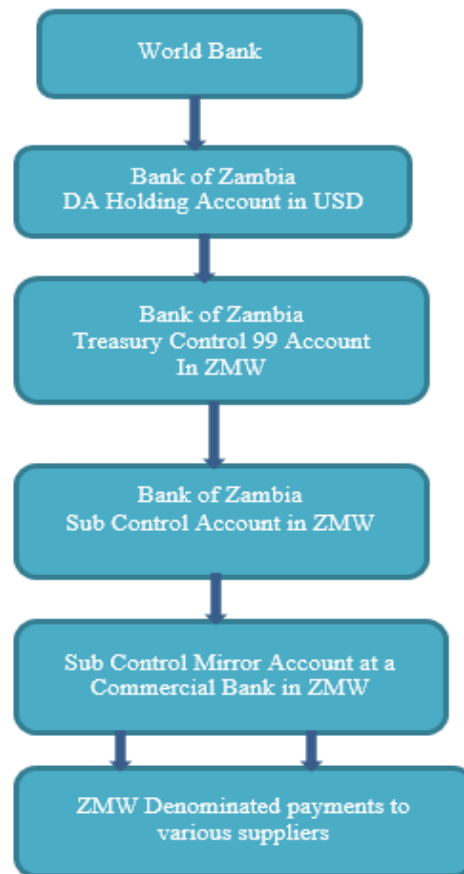 World Bank
Bank of Zambia
DA Holding Account in USD
Bank of Zambia
Treasury Control 99 Account
In ZMW
Bank of Zambia
Sub Control Account in ZMW
Sub Control Mirror Account at a
Commercial Bank in ZMW
ZMW Denominated payments to
various suppliers